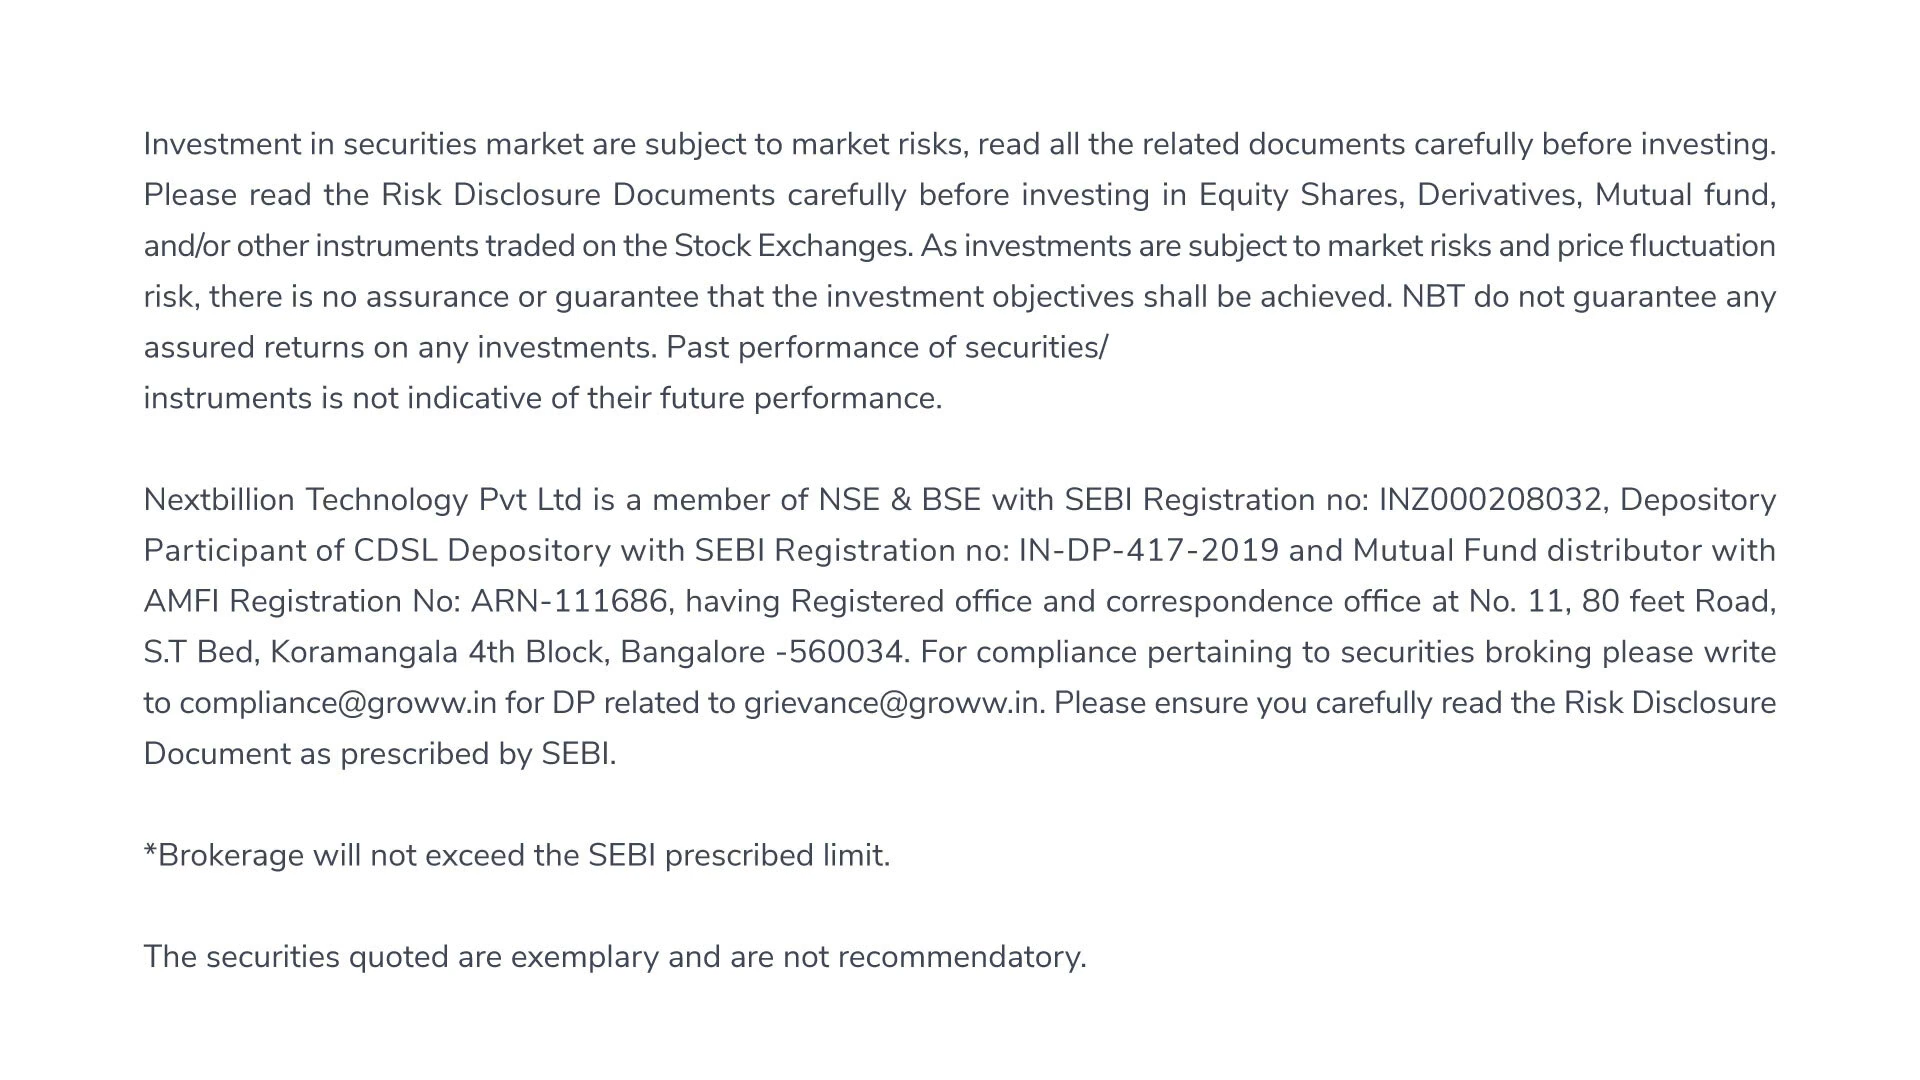 Investment in securities market are subject to market risks, read all the related documents carefully before investing.
Please read the Risk Disclosure Documents carefully before investing in Equity Shares, Derivatives, Mutual fund,
and/or other instruments traded on the Stock Exchanges. As investments are subject to market risks and price fluctuation
risk, there is no assurance or guarantee that the investment objectives shall be achieved. NBT do not guarantee any
assured returns on any investments. Past performance of securities/
instruments is not indicative of their future performance.
Nextbillion Technology Pvt Ltd is a member of NSE & BSE with SEBI Registration no: INZ000208032, Depository
Participant of CDSL Depository with SEBI Registration no: IN-DP-417-2019 and Mutual Fund distributor with
AMFI Registration No: ARN-111686, having Registered office and correspondence office at No. 11, 80 feet Road,
S.T Bed, Koramangala 4th Block, Bangalore -560034. For compliance pertaining to securities broking please write
to compliance@groww.in for DP related to grievance@groww.in. Please ensure you carefully read the Risk Disclosure
Document as prescribed by SEBI.
*Brokerage will not exceed the SEBI prescribed limit.
The securities quoted are exemplary and are not recommendatory.